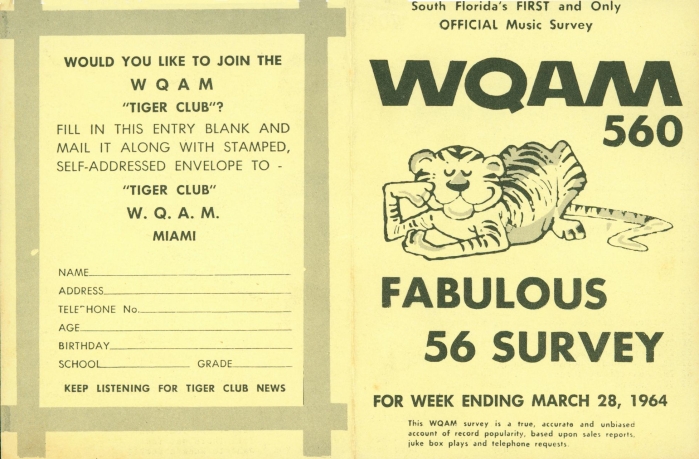 WOULD YOU LIKE TO JOIN THE
W Q A M
"TIGER CLUB"?
FILL IN THIS ENTRY BLANK AND
MAIL IT ALONG WITH STAMPED,
SELF-ADDRESSED ENVELOPE TO -
"TIGER CLUB"
W. Q. A. M.
MIAMI
NAME
ADDRESS
TELEPHONE No.
AGE
BIRTHDAY
SCHOOL GRADE
KEEP LISTENING FOR TIGER CLUB NEWS
South Florida's FIRST and Only
OFFICIAL Music Survey
WQAM
560
FABULOUS
56 SURVEY
FOR WEEK ENDING MARCH 28, 1964
This WQAM survey is a true, accurate and unbiased
account of record popularity, based upon sales reports,
juke box plays and telephone requests.